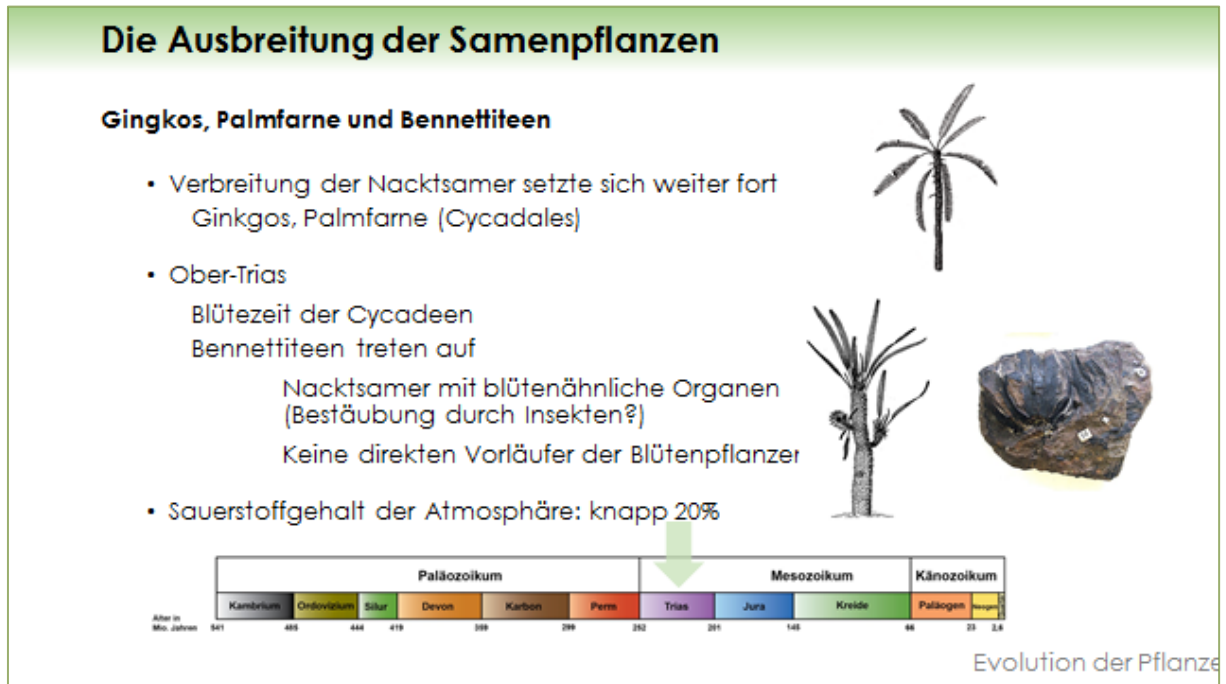 Die Ausbreitung der Samenpflanzen
Gingkos, Palmfarne und Bennettiteen
• Verbreitung der Nacktsamer setzte sich weiter fort
Ginkgos, Palmfarne (Cycadales)
• Ober-Trias
Blütezeit der Cycadeen
Bennettiteen treten auf
Nacktsamer mit blütenähnliche Organen
(Bestäubung durch Insekten?)
Keine direkten Vorläufer der Blütenpflanzen
• Sauerstoffgehalt der Atmosphäre: knapp 20%
Paläozoikum Mesozoikum Känozoikum
Kambrium Ordovizium Silur Devon Karbon Perm Trias Jura Kreide Paläogen Neogen
Alter in
Mio. Jahren 541 485 444 419 359 299 252 201 145 66 23 2,6
Evolution der Pflanze